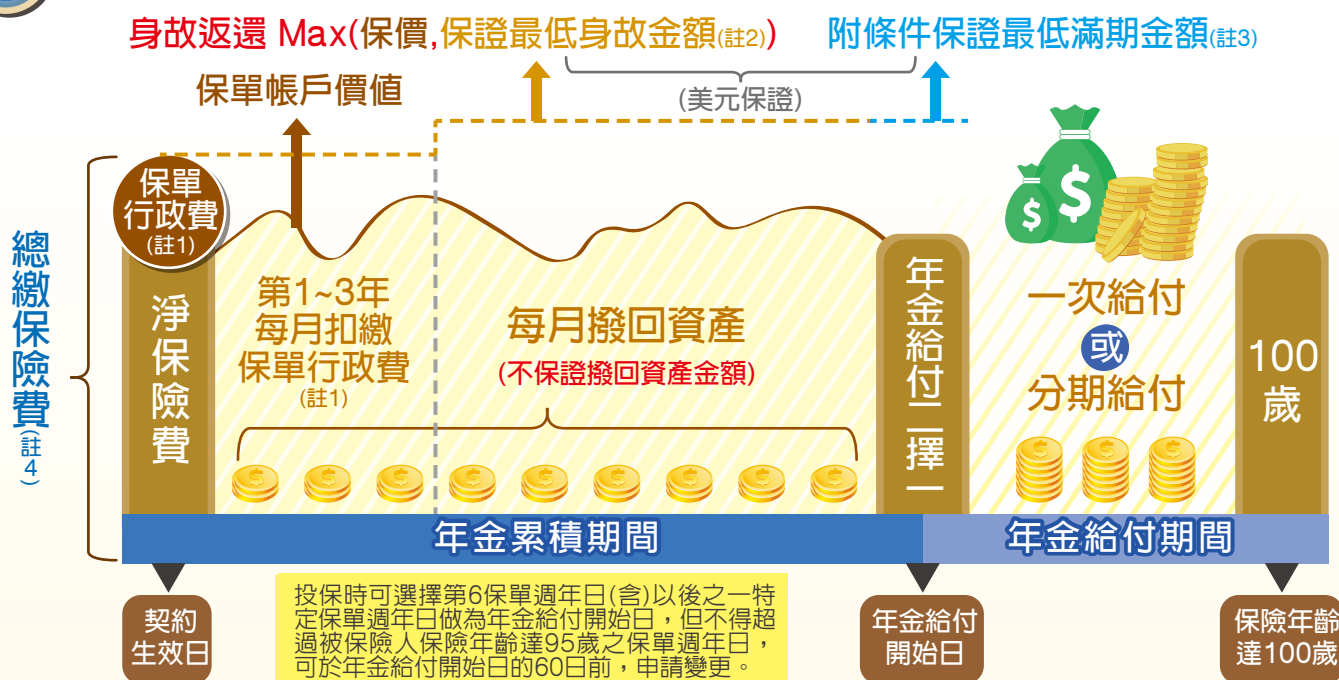 身故返還 Max(保價,保證最低身故金額(註2))
附條件保證最低滿期金額(註3)
(美元保證)
保單帳戶價值
總繳保險費(註4)
保單
行政費
(註1)
淨保險費
第1~3年
每月扣繳
保單行政費
(註1)
每月撥回資產
(不保證撥回資產金額)
年金給付二擇一
一次給付
或
分期給付
100
歲
年金累積期間
年金給付期間
契約
生效日
投保時可選擇第6保單週年日(含)以後之一特
定保單週年日做為年金給付開始日，但不得超
過被保險人保險年齡達95歲之保單週年日，
可於年金給付開始日的60日前，申請變更。
年金給付
開始日
保險年齡
達100歲